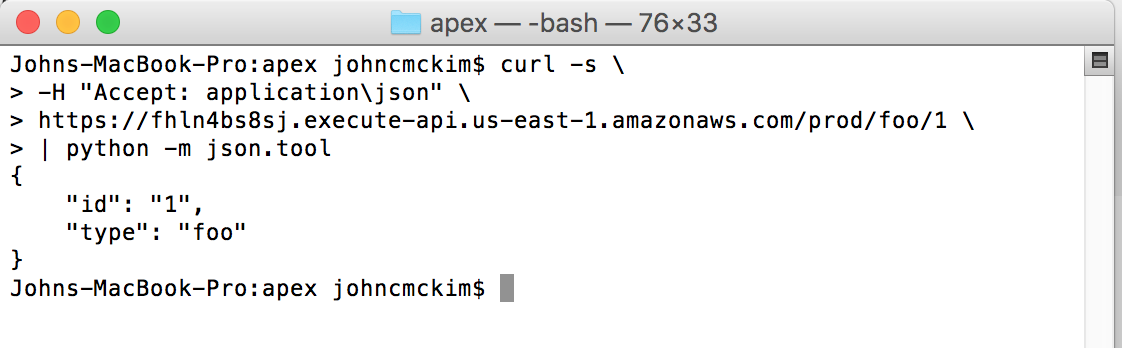 apex — -bash — 76×33
Johns-MacBook-Pro:apex johncmckim$ curl -s \
> -H "Accept: application\json" \
> https://fhln4bs8sj.execute-api.us-east-1.amazonaws.com/prod/foo/1 \
> | python -m json.tool
{
    "id": "1",
    "type": "foo"
}
Johns-MacBook-Pro:apex johncmckim$